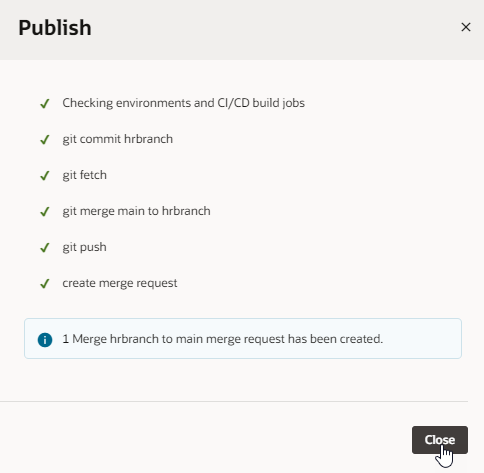 Publish
Checking environments and CI/CD build jobs
git commit hrbranch
git fetch
git merge main to hrbranch
git push
create merge request
1 Merge hrbranch to main merge request has been created.
Close